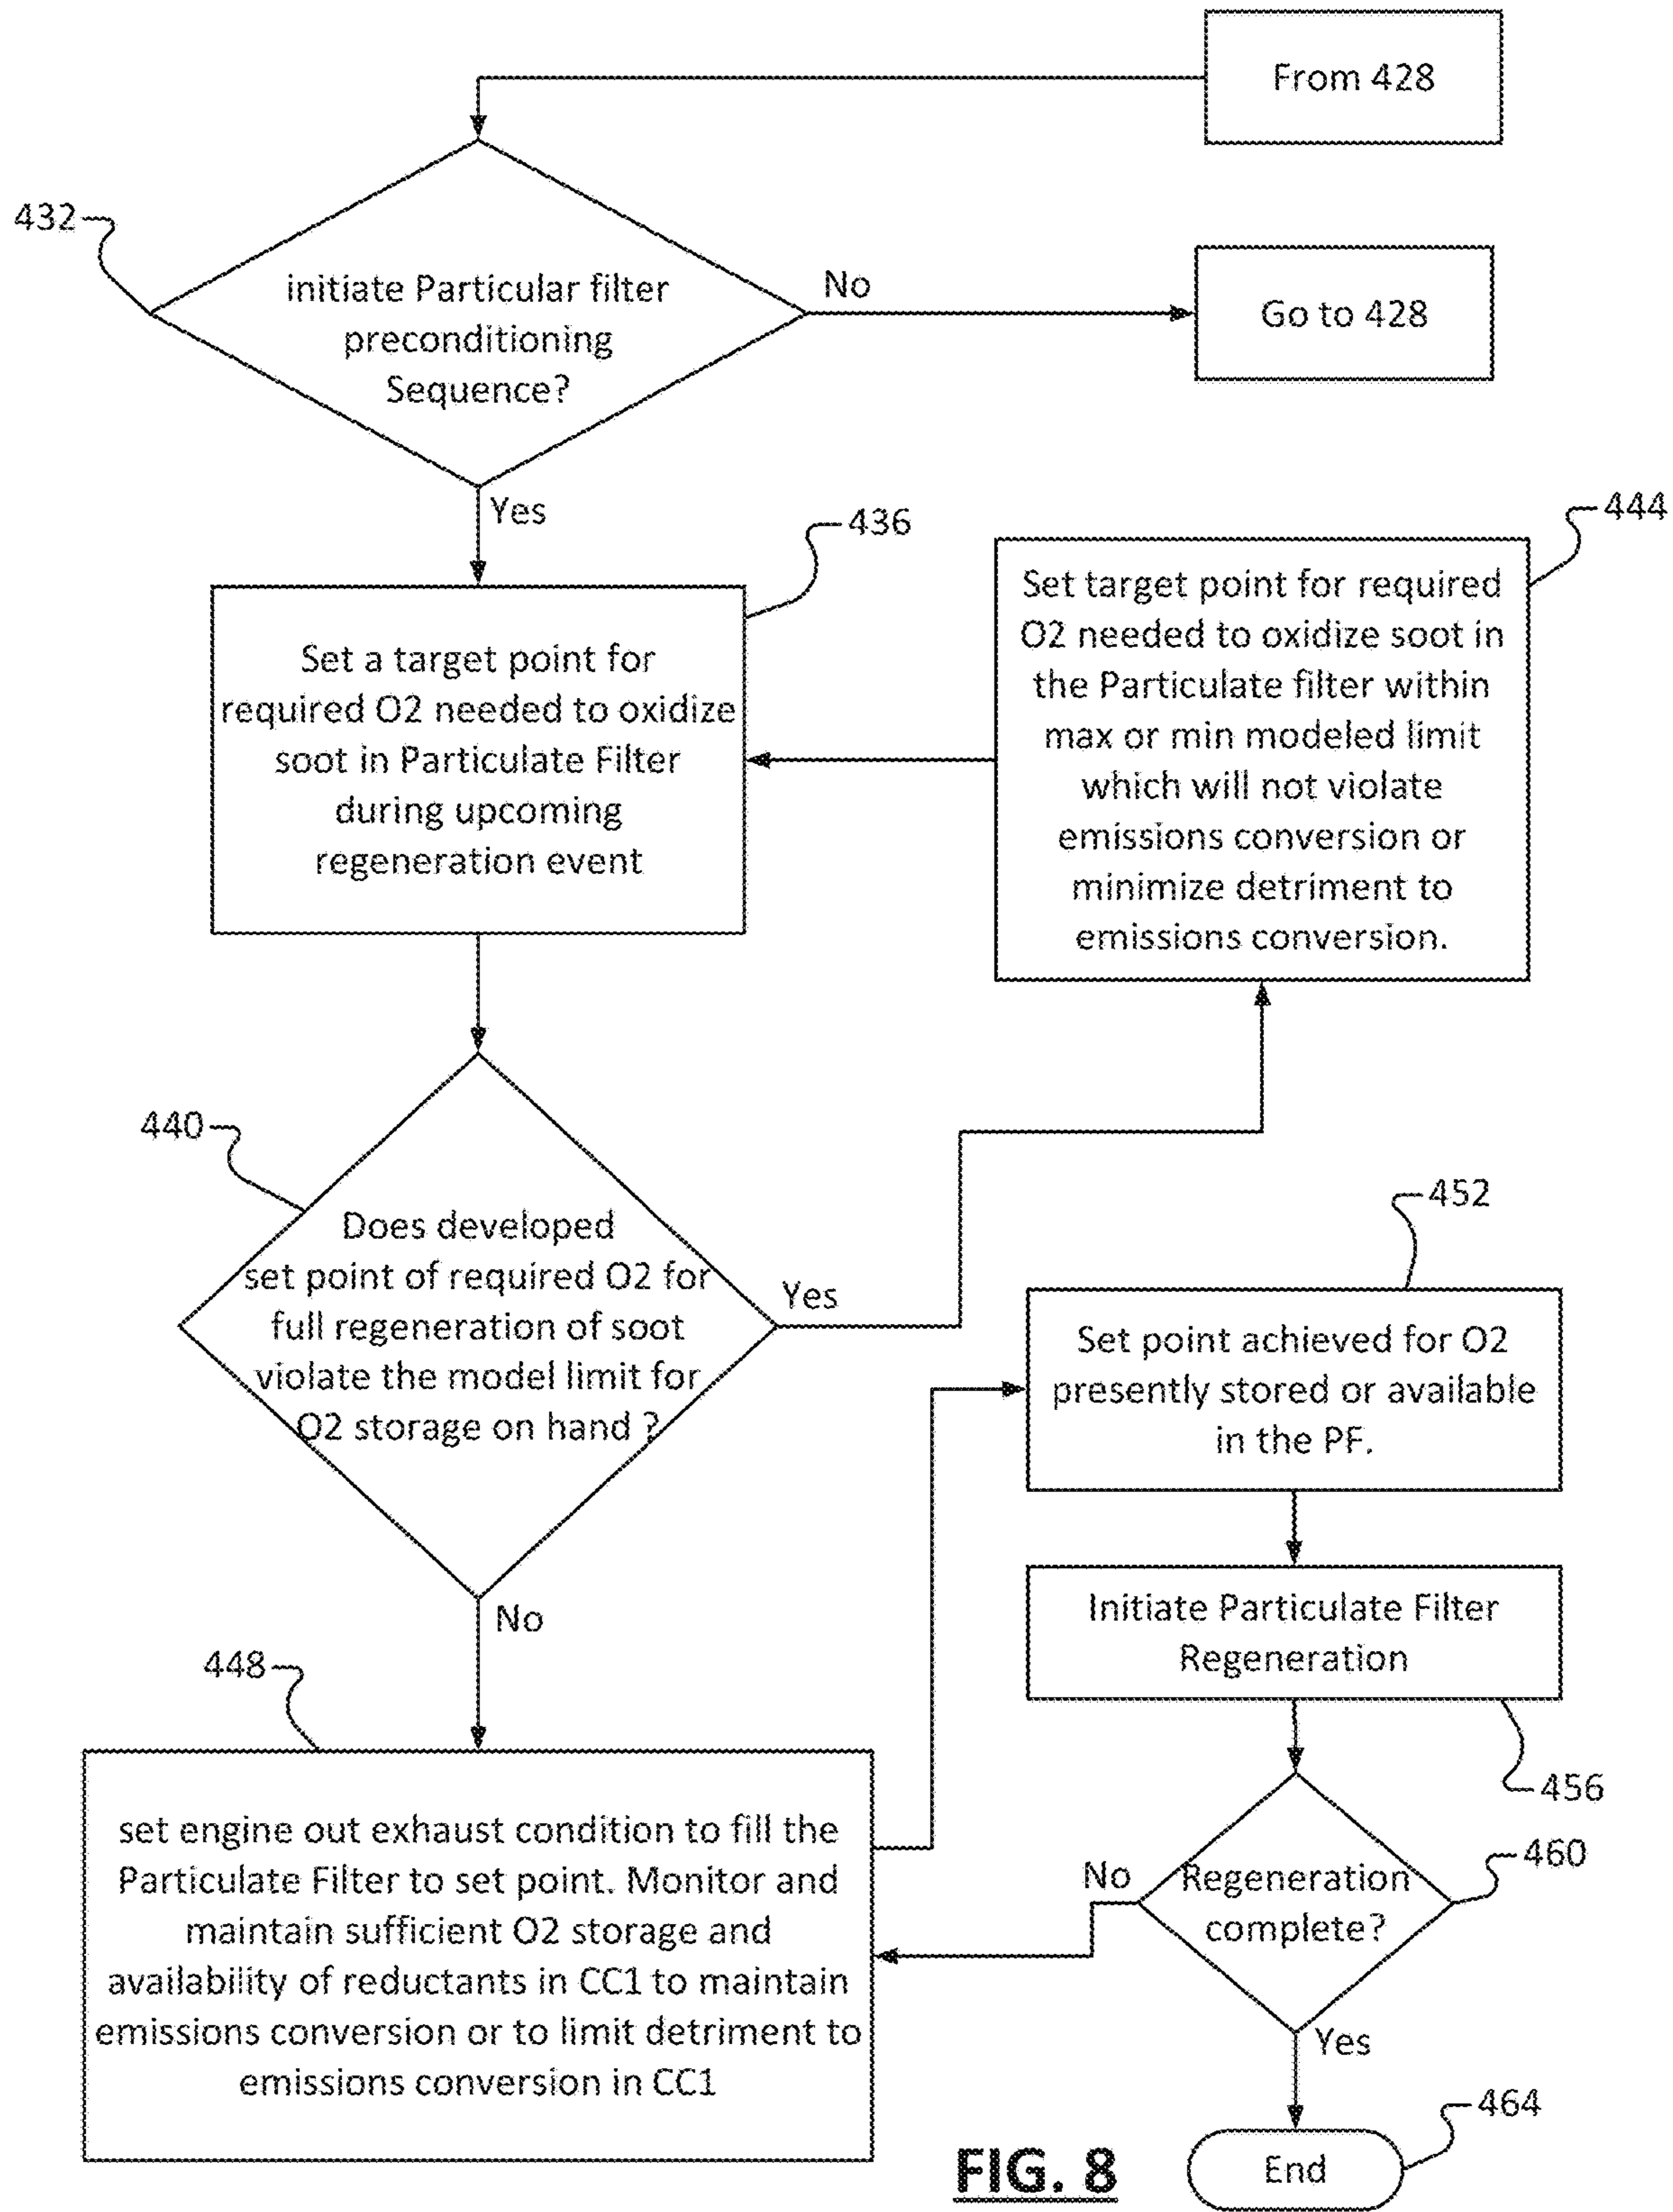 From 428
432
initiate Particular filter
preconditioning
Sequence?
No
Go to 428
Yes
436
Set a target point for
required O2 needed to oxidize
soot in Particulate Filter
during upcoming
regeneration event
444
Set target point for required
O2 needed to oxidize soot in
the Particulate filter within
max or min modeled limit
which will not violate
emissions conversion or
minimize detriment to
emissions conversion.
440
Does developed
set point of required O2 for
full regeneration of soot
violate the model limit for
O2 storage on hand ?
Yes
No
448
set engine out exhaust condition to fill the
Particulate Filter to set point. Monitor and
maintain sufficient O2 storage and
availability of reductants in CC1 to maintain
emissions conversion or to limit detriment to
emissions conversion in CC1
452
Set point achieved for O2
presently stored or available
in the PF.
Initiate Particulate Filter
Regeneration
456
460
Regeneration
complete?
No
Yes
464
End
FIG. 8